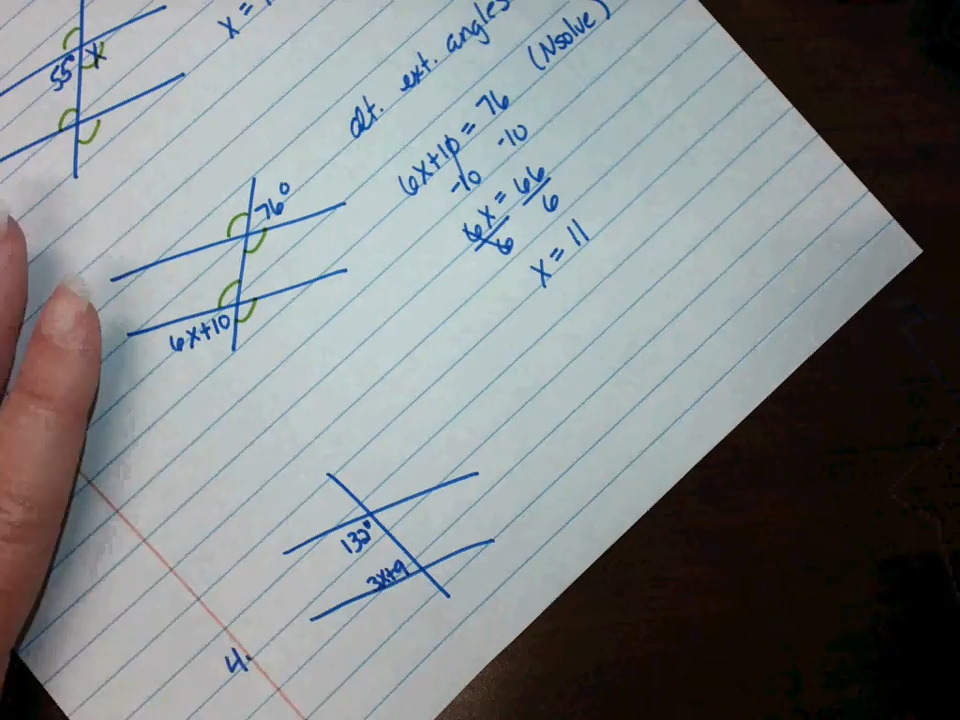 x = 1
55° x
alt. ext. angles
76°
6x+10
6x+10 = 76 (Nsolve)
-10 -10
6x = 66
6 6
x = 11
132°
3x+9
4.